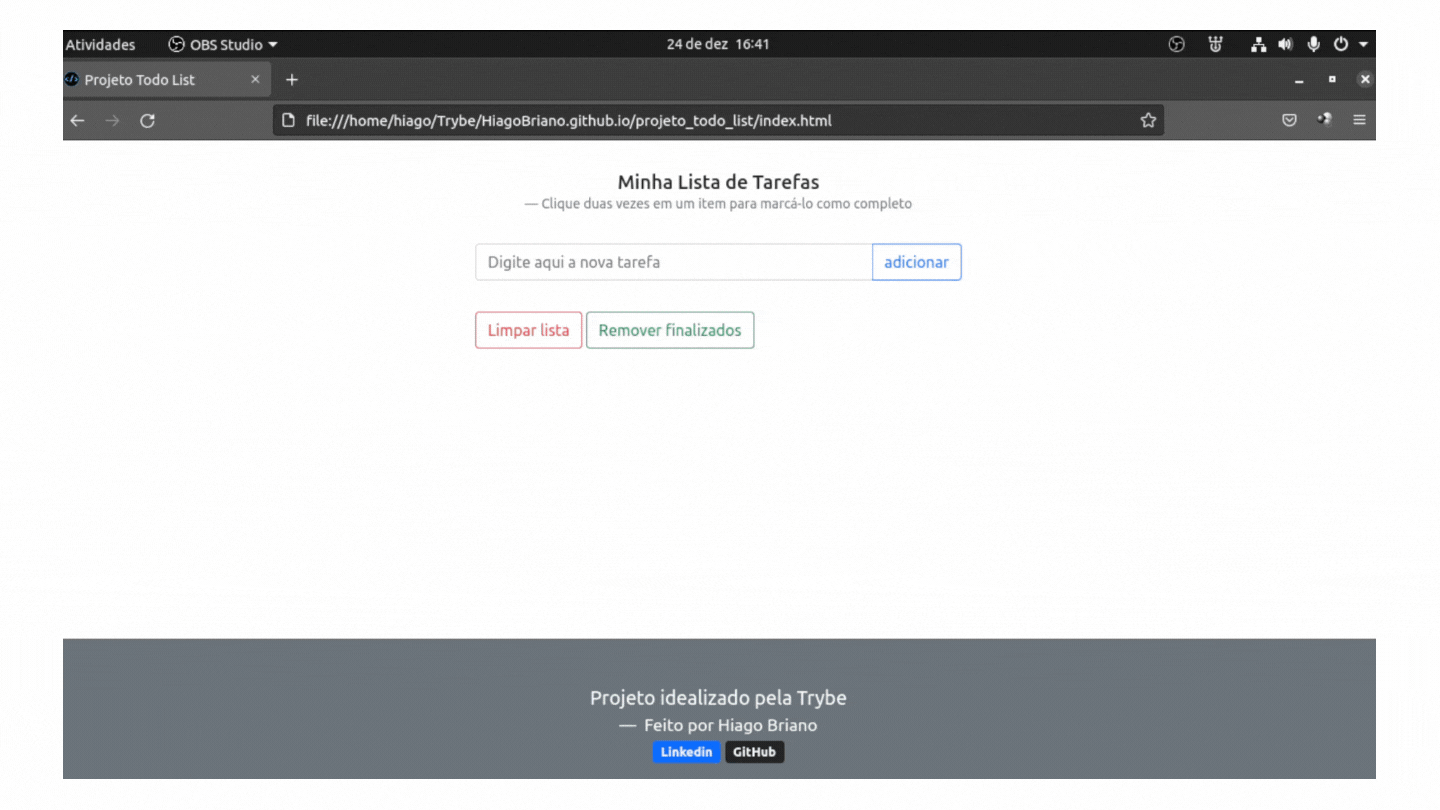 Atividades OBS Studio 24 de dez 16:41
Projeto Todo List
file:///home/hiago/Trybe/HiagoBriano.github.io/projeto_todo_list/index.html
Minha Lista de Tarefas
— Clique duas vezes em um item para marcá-lo como completo
Digite aqui a nova tarefa adicionar
Limpar lista Remover finalizados
Projeto idealizado pela Trybe
— Feito por Hiago Briano
Linkedin GitHub